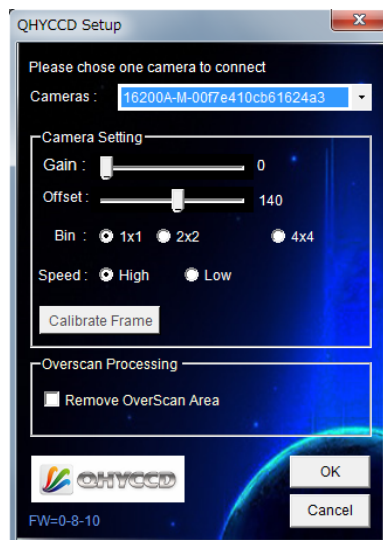 QHYCCD Setup
Please chose one camera to connect
Cameras : 16200A-M-00f7e410cb61624a3
Camera Setting
Gain : 0
Offset : 140
Bin : 1x1 2x2 4x4
Speed : High Low
Calibrate Frame
Overscan Processing
Remove OverScan Area
QHYCCD
OK
Cancel
FW=0-8-10